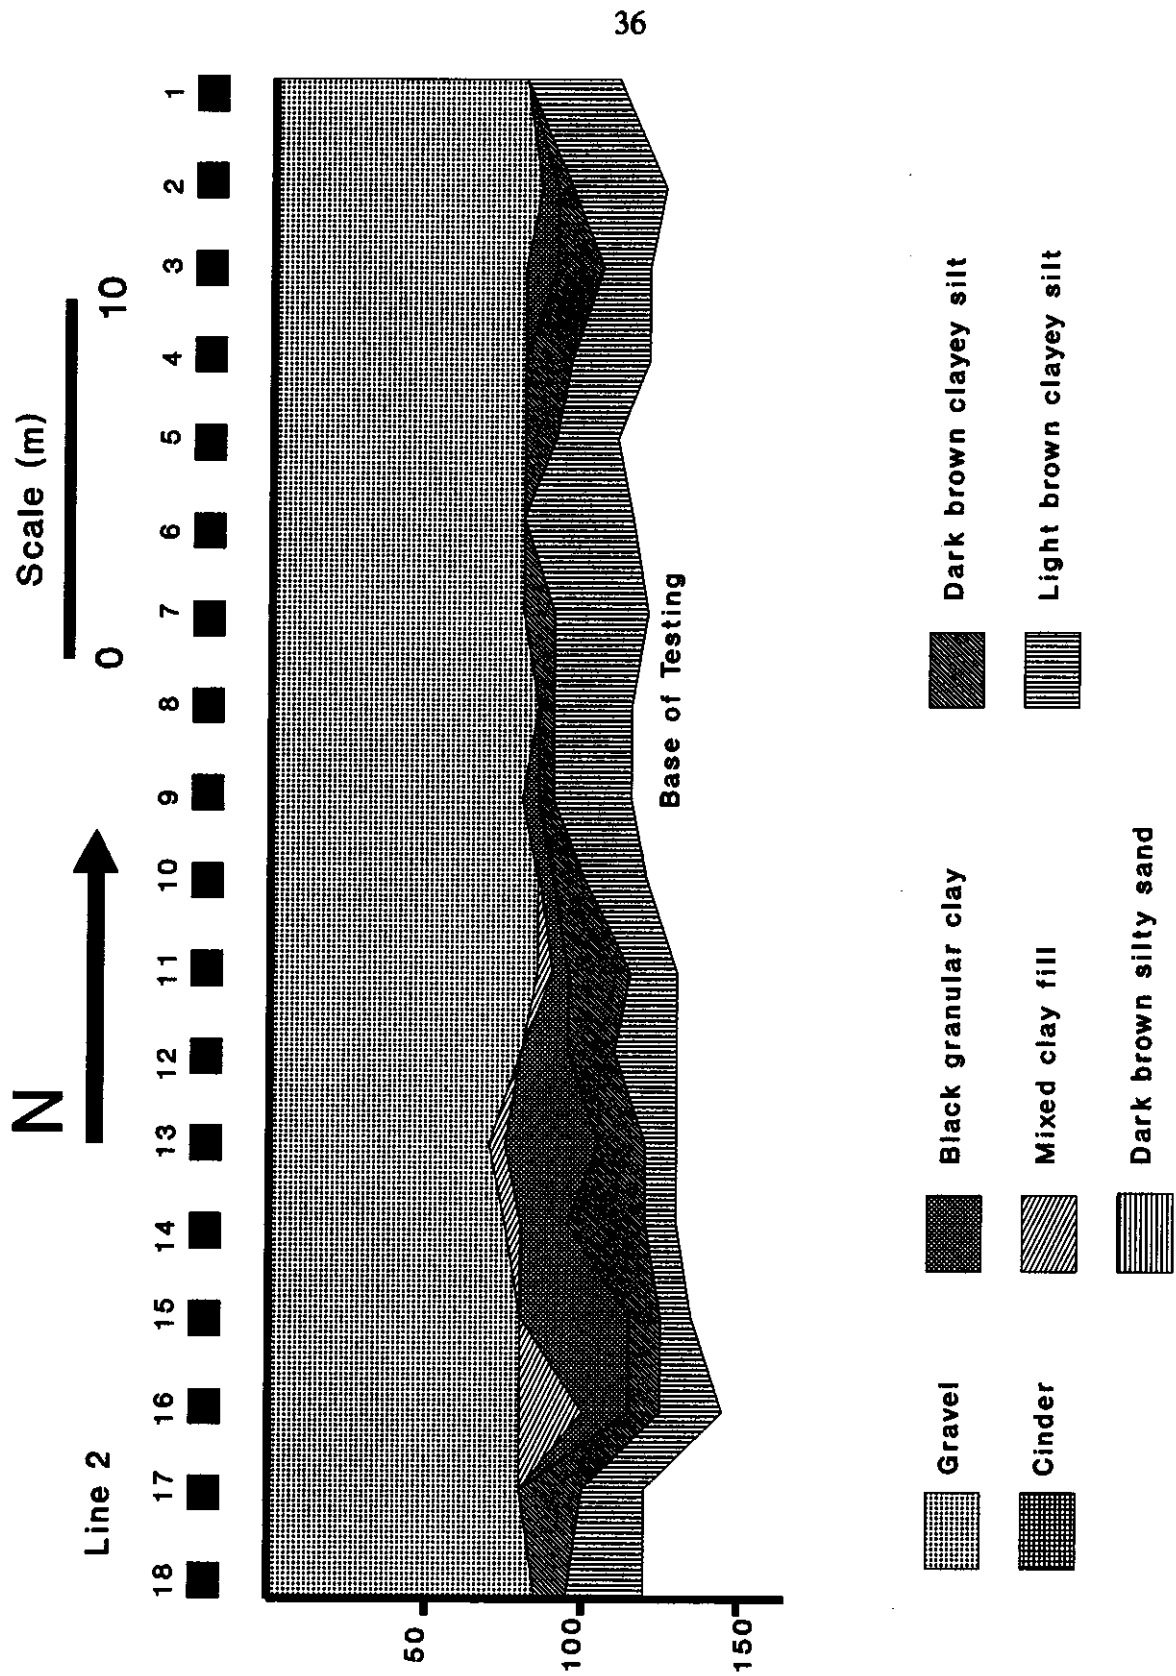 36
Line 2
N
Scale (m)
0 10
18 17 16 15 14 13 12 11 10 9 8 7 6 5 4 3 2 1
50
100
150
Base of Testing
Gravel
Cinder
Black granular clay
Mixed clay fill
Dark brown silty sand
Dark brown clayey silt
Light brown clayey silt